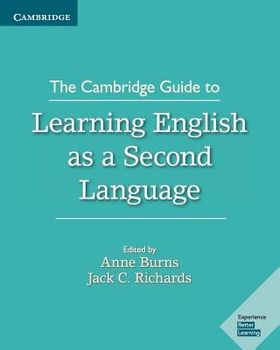 CAMBRIDGE
The Cambridge Guide to
Learning English
as a Second
Language
Edited by
Anne Burns
Jack C. Richards
Experience
Better
Learning